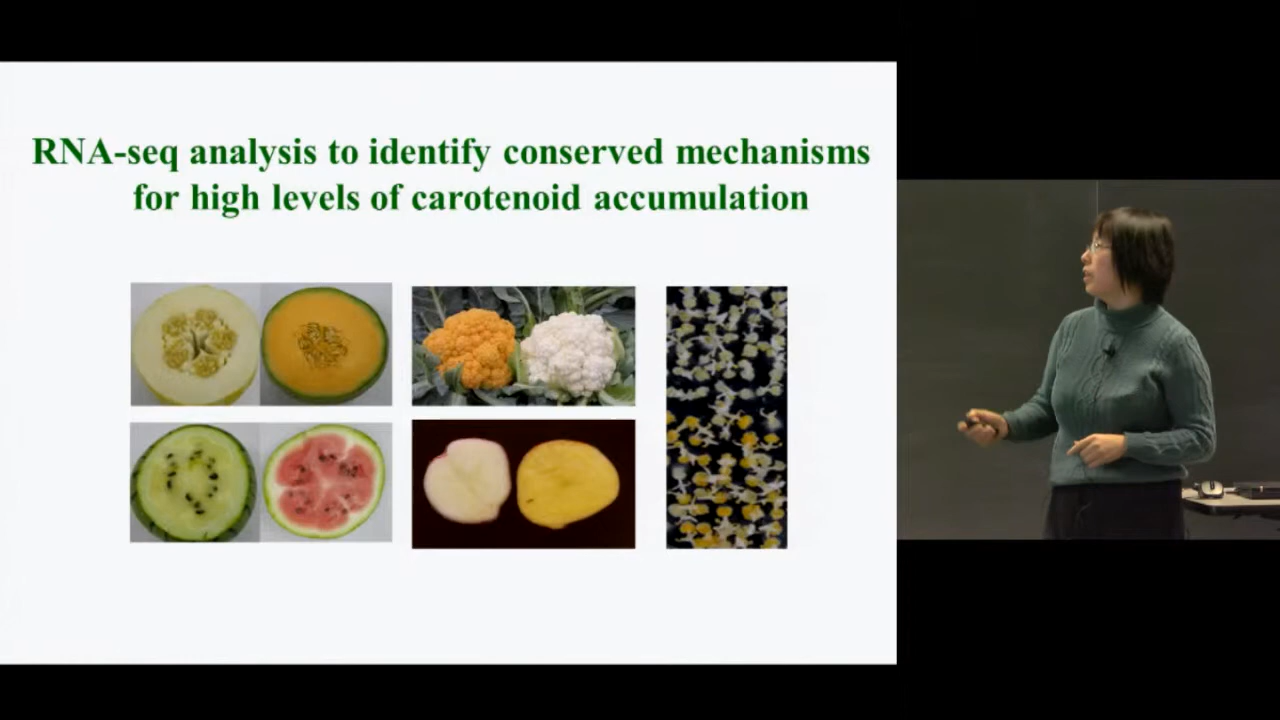 RNA-seq analysis to identify conserved mechanisms
for high levels of carotenoid accumulation